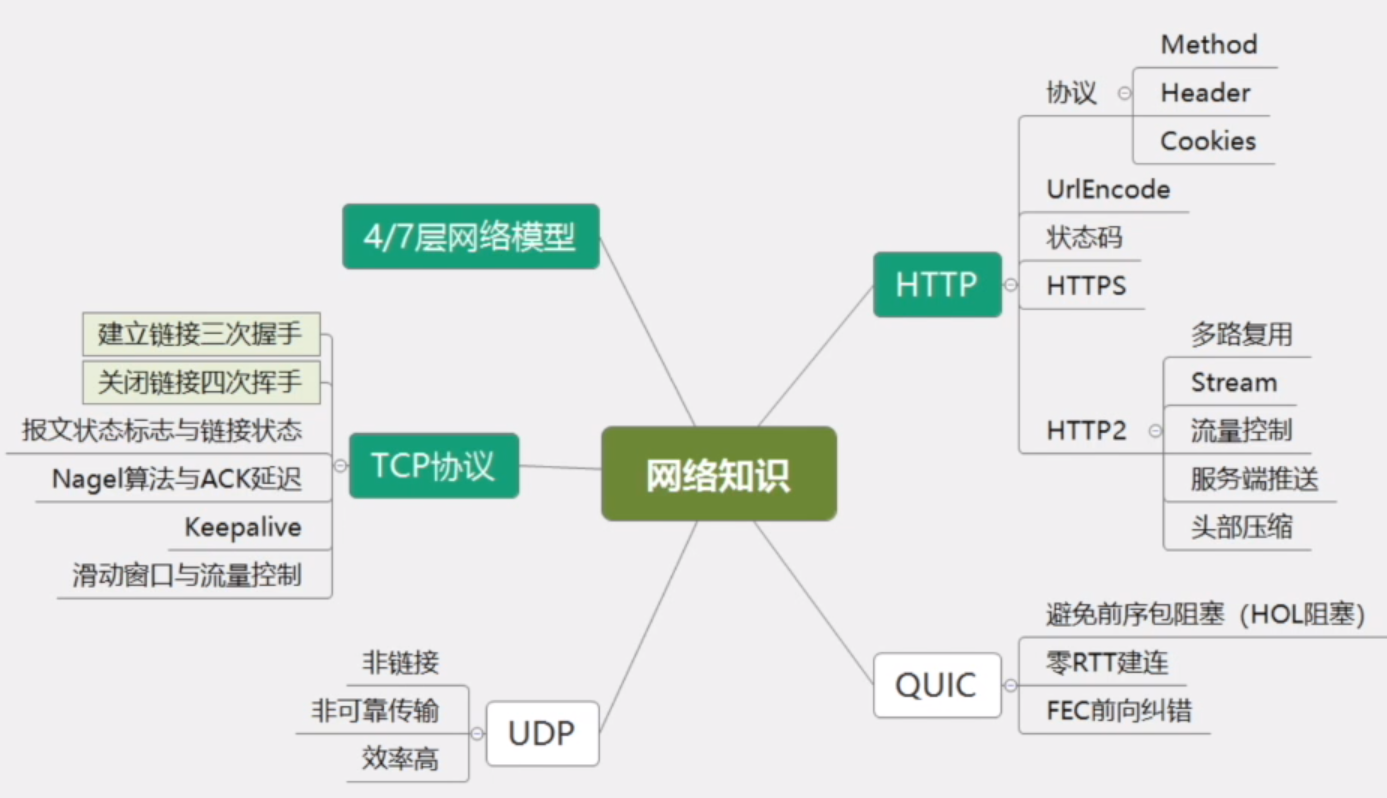 网络知识
4/7层网络模型
TCP协议
建立链接三次握手
关闭链接四次挥手
报文状态标志与链接状态
Nagel算法与ACK延迟
Keepalive
滑动窗口与流量控制
UDP
非链接
非可靠传输
效率高
HTTP
协议
Method
Header
Cookies
UrlEncode
状态码
HTTPS
HTTP2
多路复用
Stream
流量控制
服务端推送
头部压缩
QUIC
避免前序包阻塞（HOL阻塞）
零RTT建连
FEC前向纠错